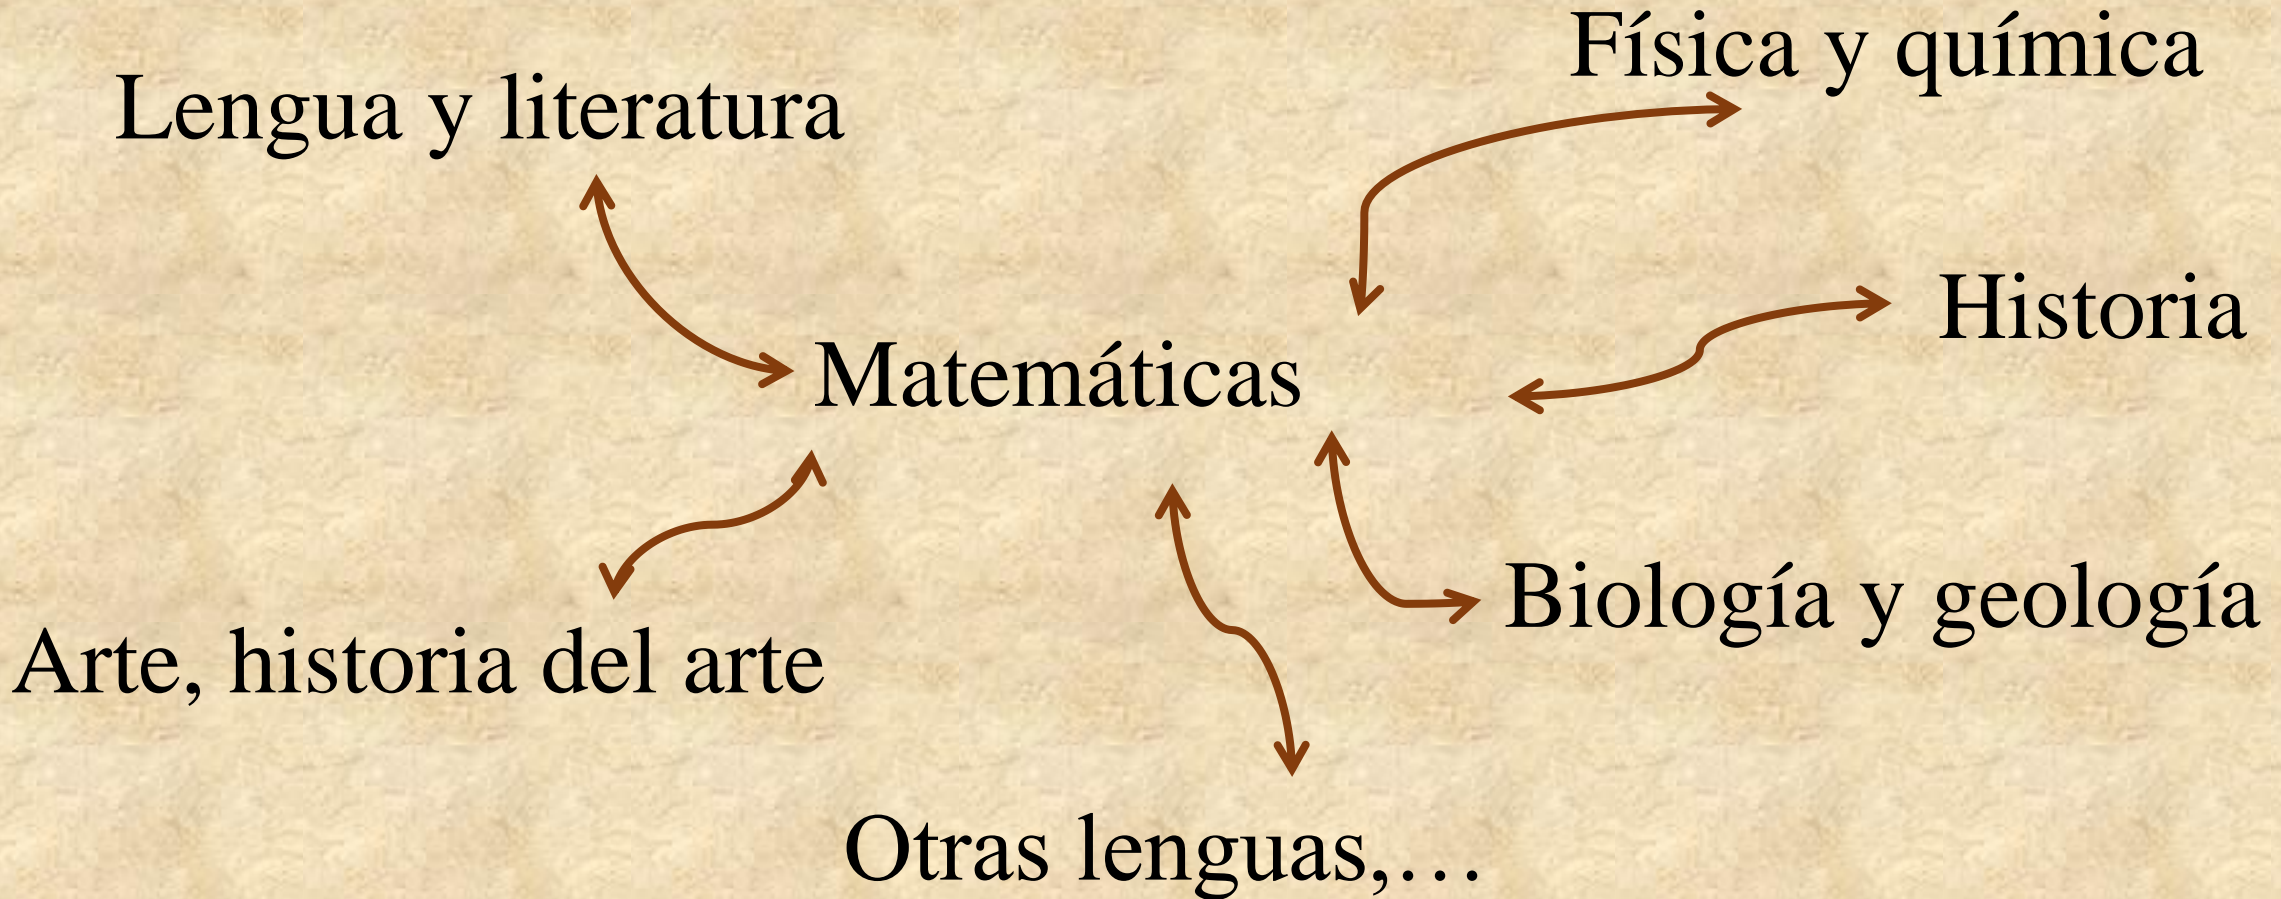 Física y química
Lengua y literatura
Historia
Matemáticas
Biología y geología
Arte, historia del arte
Otras lenguas,…